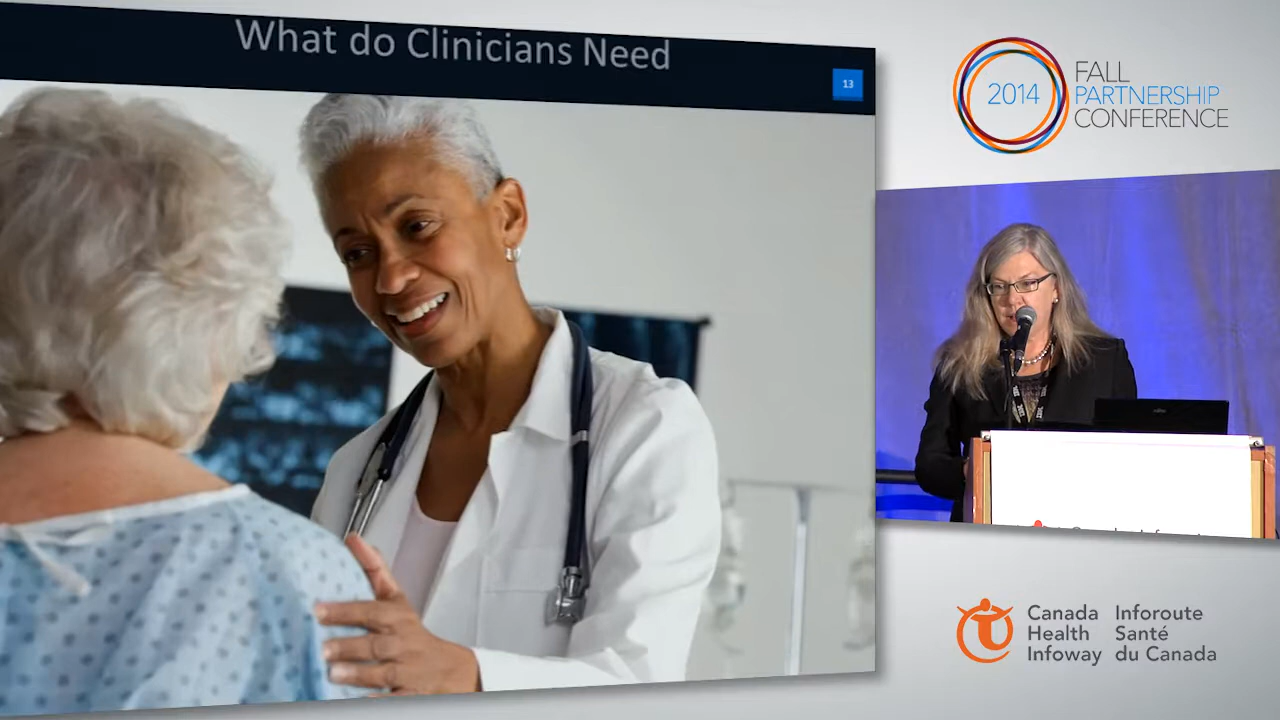 What do Clinicians Need
13
2014
FALL
PARTNERSHIP
CONFERENCE
Canada
Health
Infoway
Inforoute
Santé
du Canada